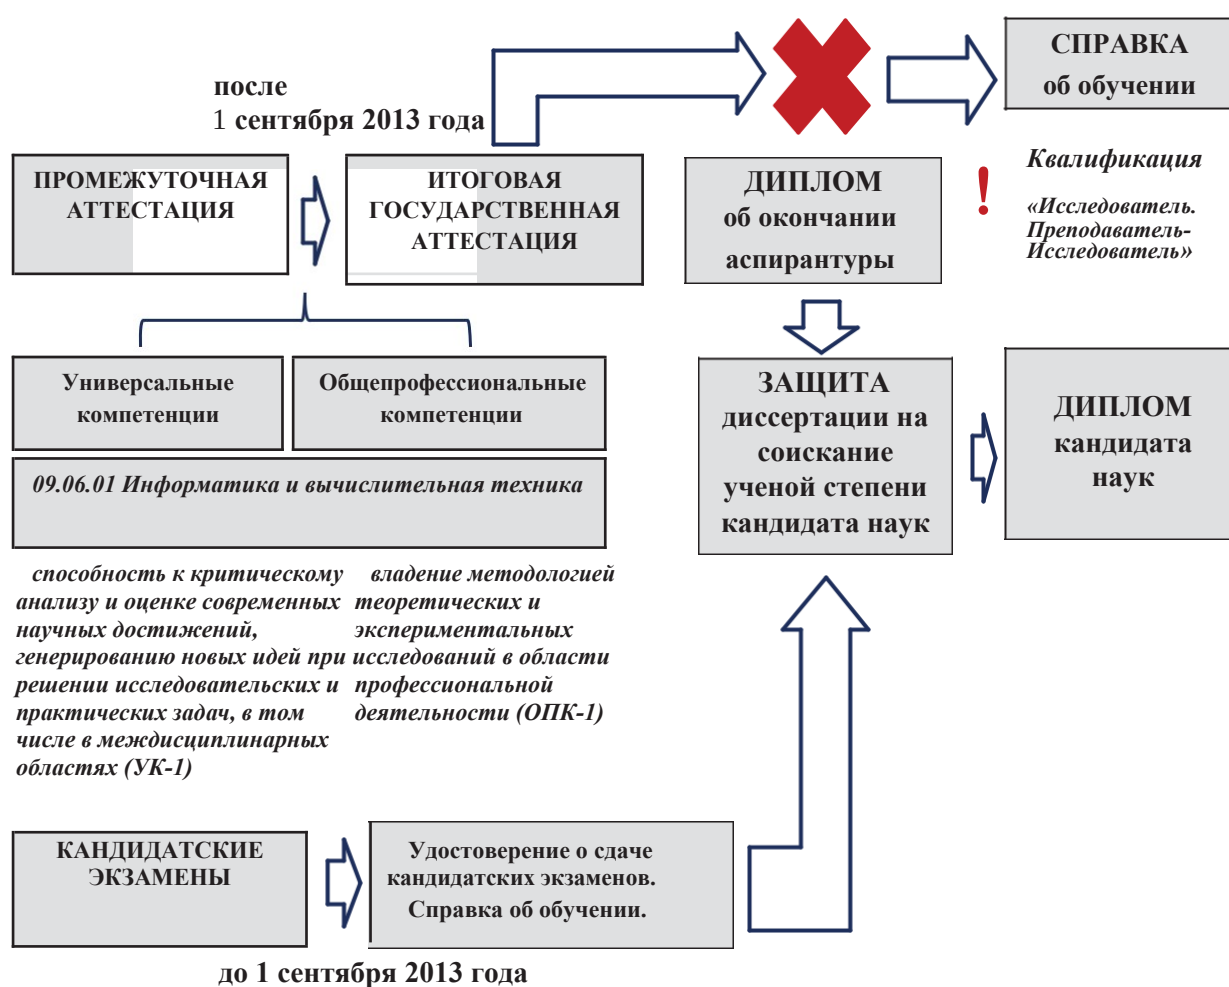 после
1 сентября 2013 года
СПРАВКА
об обучении
ПРОМЕЖУТОЧНАЯ
АТТЕСТАЦИЯ
ИТОГОВАЯ
ГОСУДАРСТВЕННАЯ
АТТЕСТАЦИЯ
ДИПЛОМ
об окончании
аспирантуры
!
Квалификация
«Исследователь.
Преподаватель-
Исследователь»
Универсальные
компетенции
Общепрофессиональные
компетенции
09.06.01 Информатика и вычислительная техника
ЗАЩИТА
диссертации на
соискание
ученой степени
кандидата наук
ДИПЛОМ
кандидата
наук
способность к критическому
анализу и оценке современных
научных достижений,
генерированию новых идей при
решении исследовательских и
практических задач, в том
числе в междисциплинарных
областях (УК-1)
владение методологией
теоретических и
экспериментальных
исследований в области
профессиональной
деятельности (ОПК-1)
КАНДИДАТСКИЕ
ЭКЗАМЕНЫ
Удостоверение о сдаче
кандидатских экзаменов.
Справка об обучении.
до 1 сентября 2013 года